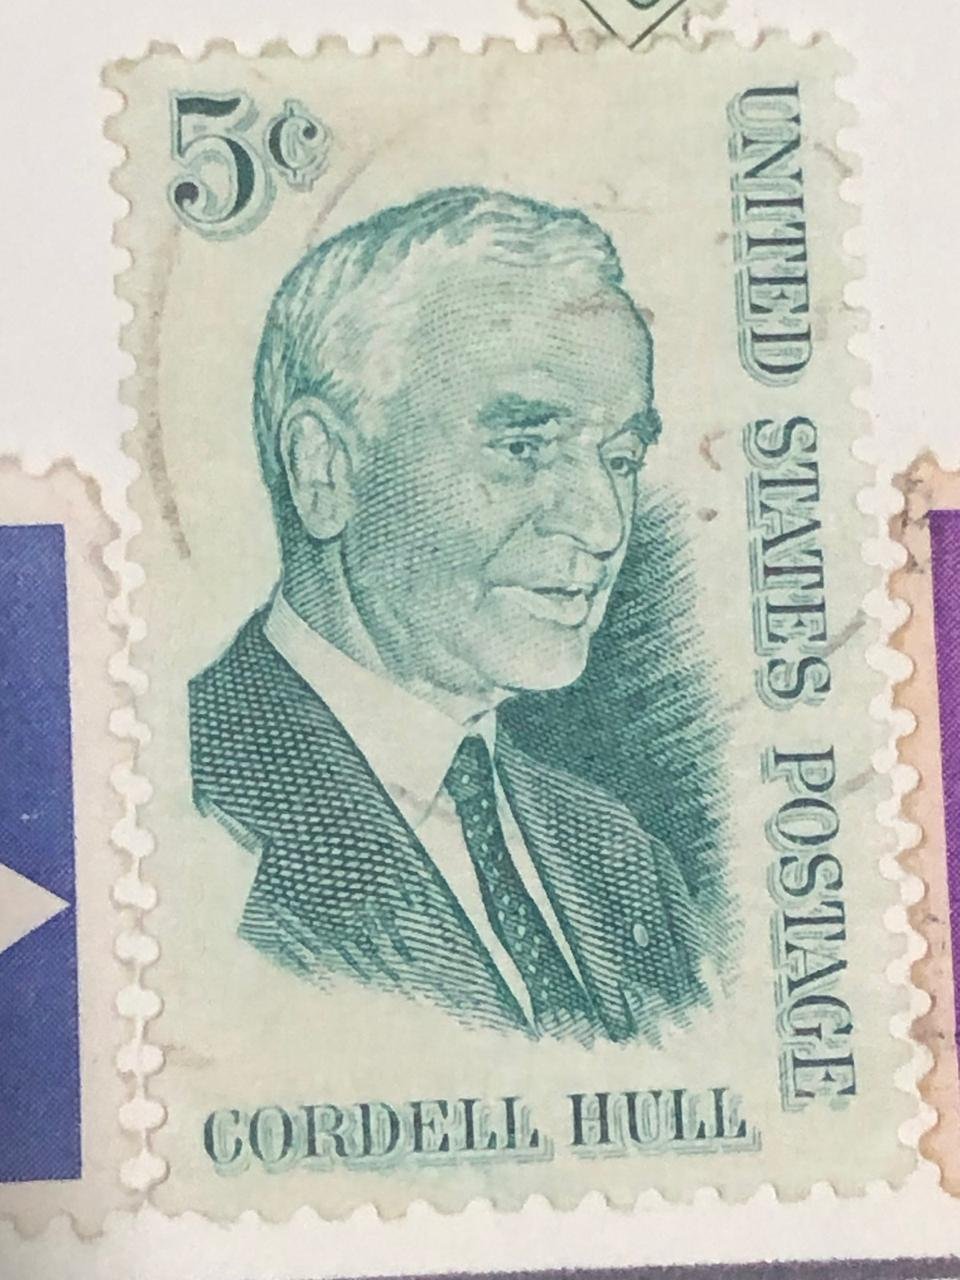 5¢
UNITED STATES POSTAGE
CORDELL HULL